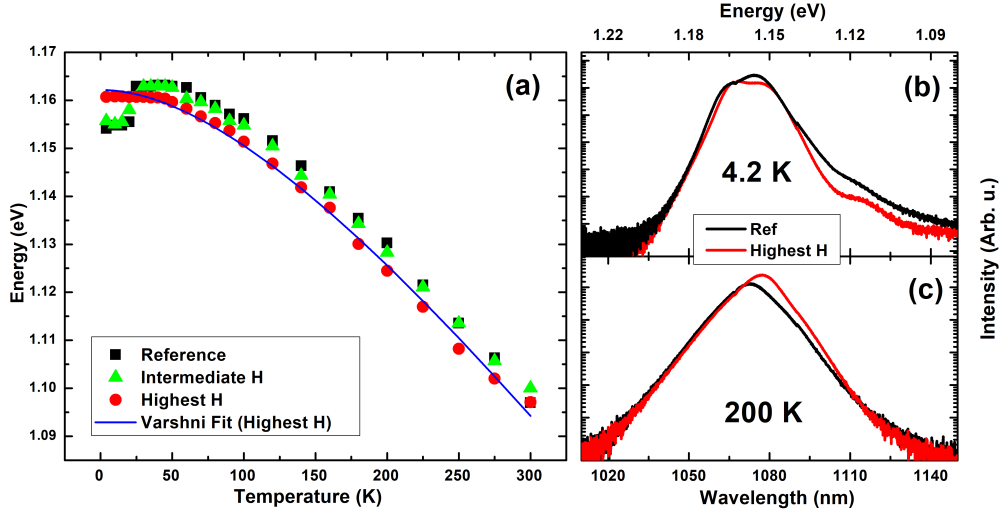 (a)
1.17
1.16
1.15
1.14
1.13
1.12
1.11
1.10
1.09
Energy (eV)
Reference
Intermediate H
Highest H
Varshni Fit (Highest H)
0 50 100 150 200 250 300
Temperature (K)
Energy (eV)
1.22 1.18 1.15 1.12 1.09
(b)
4.2 K
Ref
Highest H
(c)
200 K
1020 1050 1080 1110 1140
Wavelength (nm)
Intensity (Arb. u.)